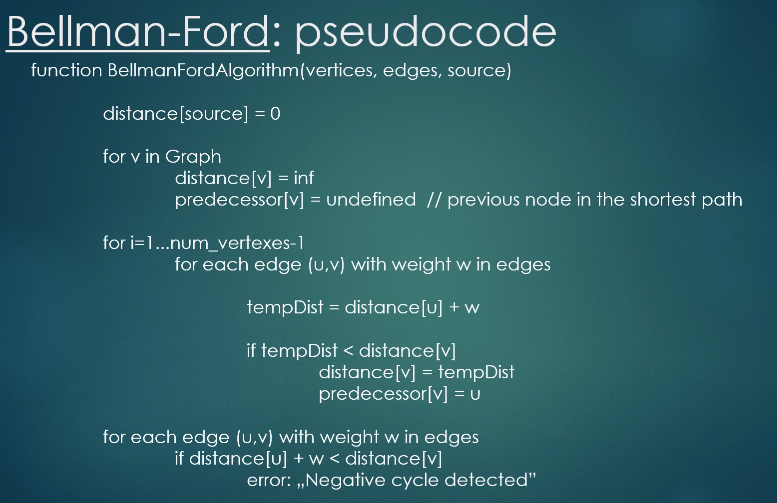 Bellman-Ford: pseudocode
function BellmanFordAlgorithm(vertices, edges, source)
distance[source] = 0
for v in Graph
distance[v] = inf
predecessor[v] = undefined // previous node in the shortest path
for i=1...num_vertexes-1
for each edge (u,v) with weight w in edges
tempDist = distance[u] + w
if tempDist < distance[v]
distance[v] = tempDist
predecessor[v] = u
for each edge (u,v) with weight w in edges
if distance[u] + w < distance[v]
error: „Negative cycle detected”